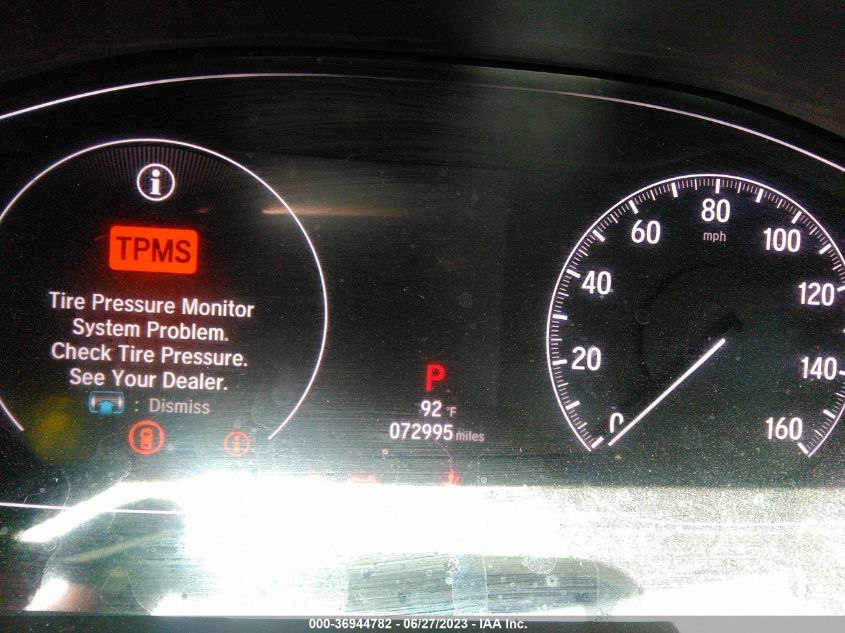 i
TPMS
Tire Pressure Monitor
System Problem.
Check Tire Pressure.
See Your Dealer.
: Dismiss
P
92 °F
072995 miles
0
20
40
60
80
100
120
140
160
mph
000-36944782 - 06/27/2023 - IAA Inc.